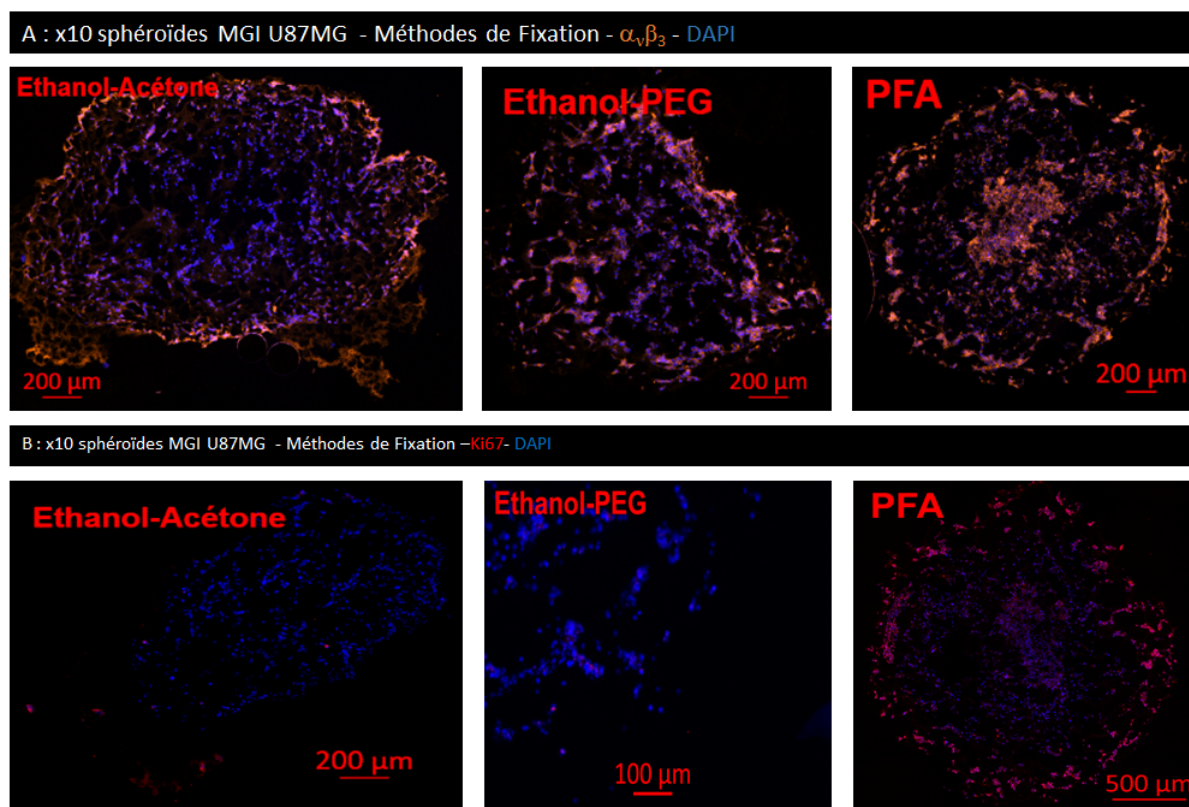 A : x10 sphéroïdes MGI U87MG - Méthodes de Fixation - αvβ3 - DAPI
Ethanol-Acétone
Ethanol-PEG
PFA
200 µm
200 µm
200 µm
B : x10 sphéroïdes MGI U87MG - Méthodes de Fixation –Ki67- DAPI
Ethanol-Acétone
Ethanol-PEG
PFA
200 µm
100 µm
500 µm